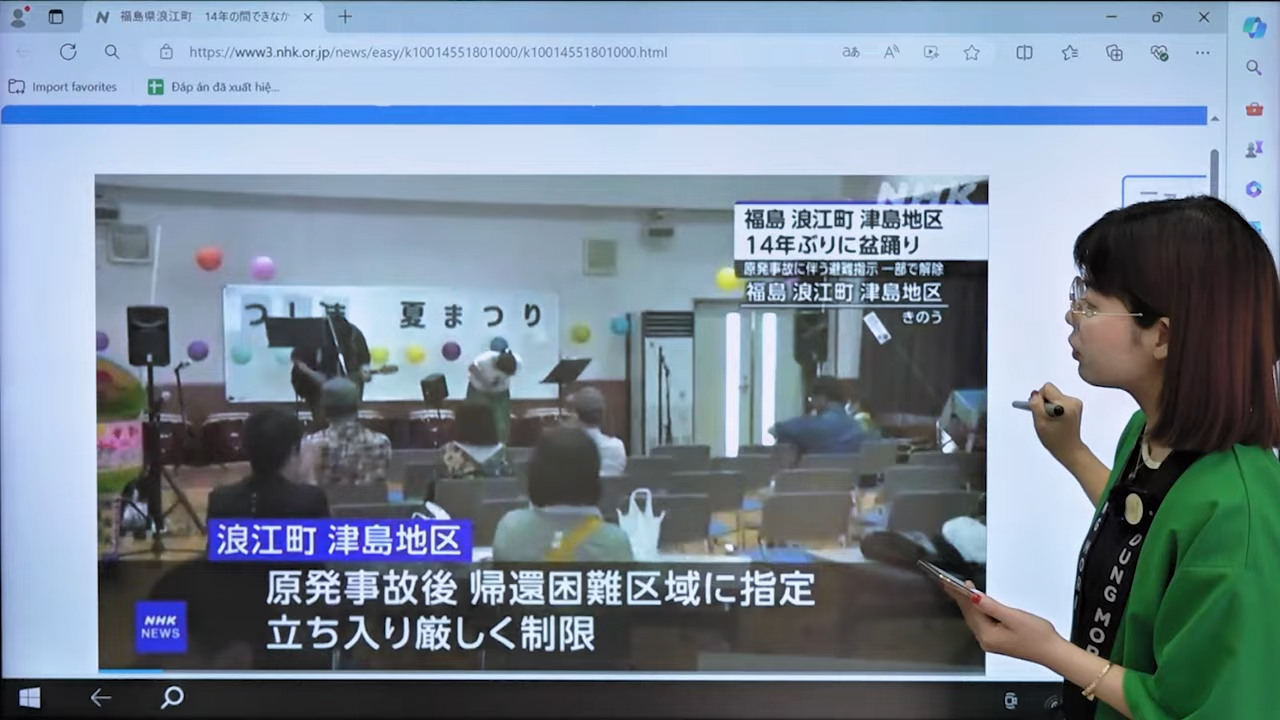 福島県浪江町 14年の間できなか
https://www3.nhk.or.jp/news/easy/k10014551801000/k10014551801000.html
Import favorites
Đáp án đã xuất hiệ...
NHK
福島 浪江町 津島地区
14年ぶりに盆踊り
原発事故に伴う避難指示 一部で解除
福島 浪江町 津島地区
きのう
夏まつり
浪江町 津島地区
原発事故後 帰還困難区域に指定
立ち入り厳しく制限
NHK
NEWS
OUNG MOR